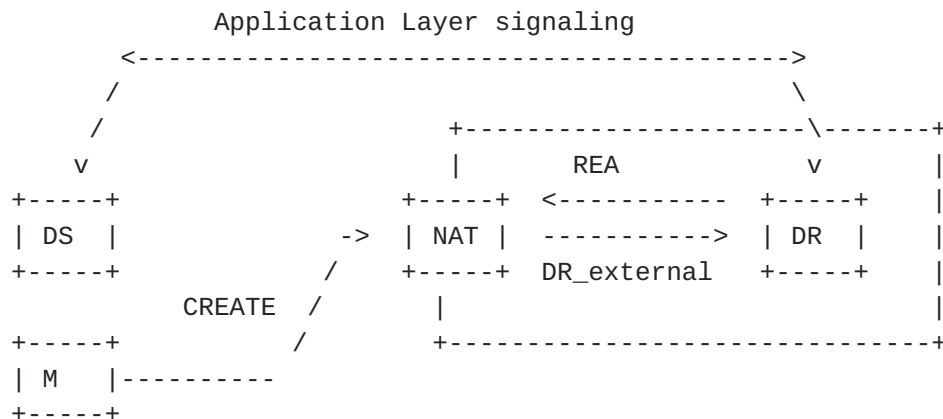 Application Layer signaling
       <----------------------------------------->
      /                                           \
     /                      +----------------------\-------+
    v                       |       REA            v       |
+-----+                  +-----+  <-----------  +-----+    |
| DS  |              ->  | NAT |  ----------->  | DR  |    |
+-----+             /    +-----+  DR_external   +-----+    |
           CREATE  /       |                               |
+-----+           /        +-------------------------------+
| M   |----------
+-----+